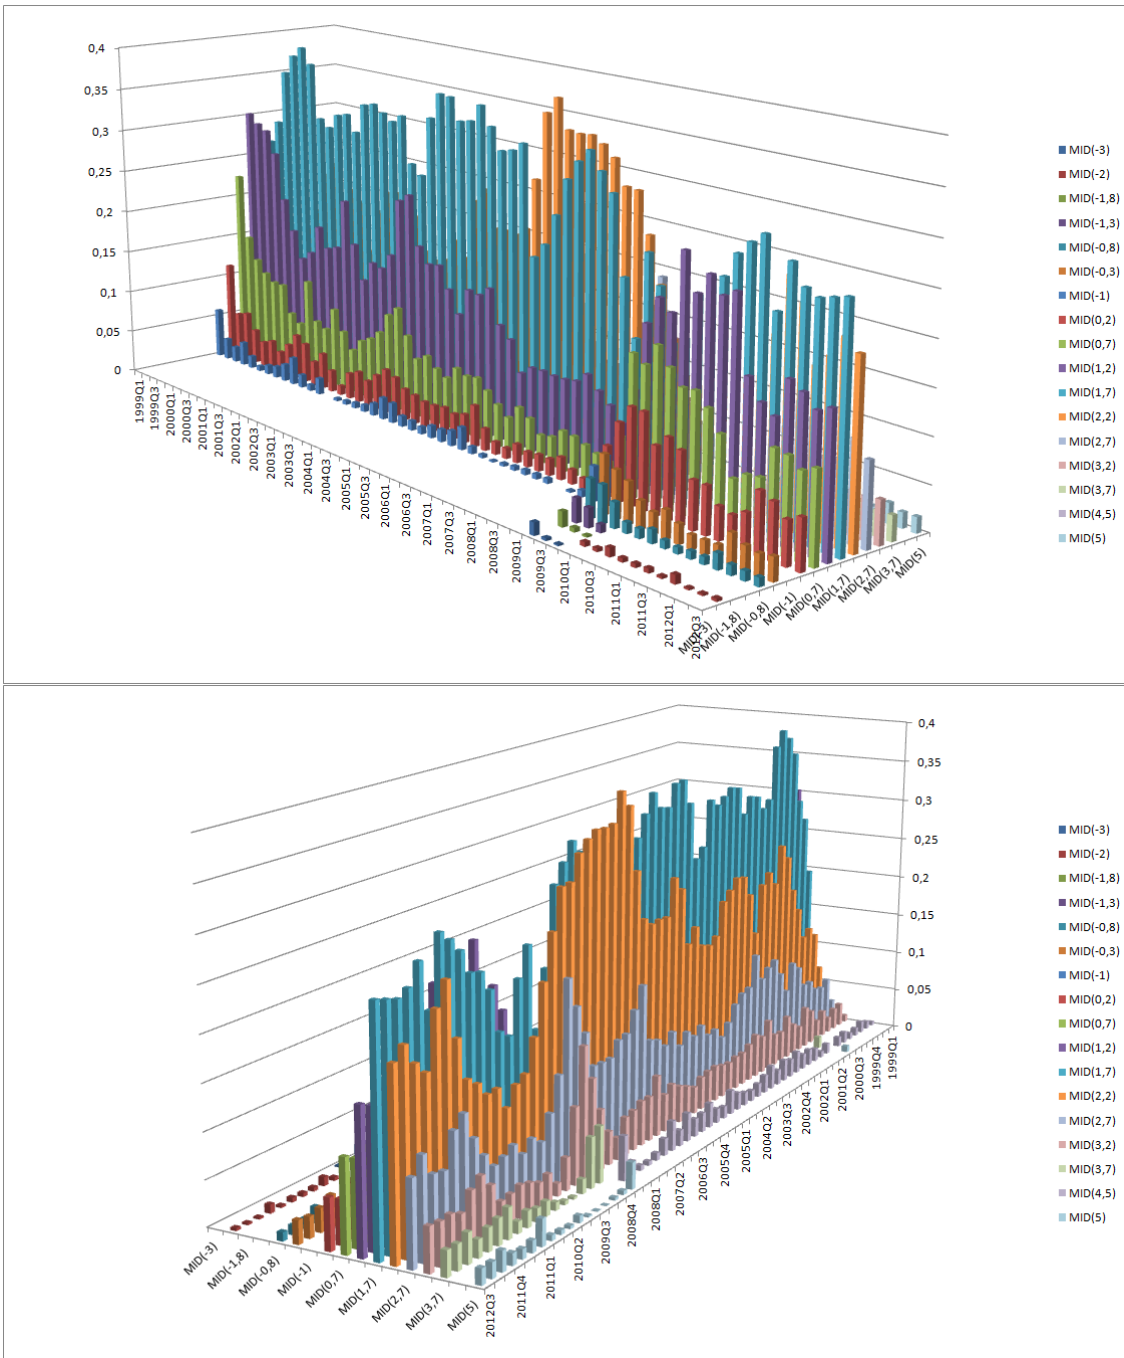 0,4
0,35
0,3
0,25
0,2
0,15
0,1
0,05
0
1999Q1
1999Q3
2000Q1
2000Q3
2001Q1
2001Q3
2002Q1
2002Q3
2003Q1
2003Q3
2004Q1
2004Q3
2005Q1
2005Q3
2006Q1
2006Q3
2007Q1
2007Q3
2008Q1
2008Q3
2009Q1
2009Q3
2010Q1
2010Q3
2011Q1
2011Q3
2012Q1
2012Q3
MID(-3)
MID(-1,8)
MID(-0,8)
MID(-1)
MID(0,7)
MID(1,7)
MID(2,7)
MID(3,7)
MID(5)
MID(-3)
MID(-2)
MID(-1,8)
MID(-1,3)
MID(-0,8)
MID(-0,3)
MID(-1)
MID(0,2)
MID(0,7)
MID(1,2)
MID(1,7)
MID(2,2)
MID(2,7)
MID(3,2)
MID(3,7)
MID(4,5)
MID(5)
0,4
0,35
0,3
0,25
0,2
0,15
0,1
0,05
0
MID(-3)
MID(-1,8)
MID(-0,8)
MID(-1)
MID(0,7)
MID(1,7)
MID(2,7)
MID(3,7)
MID(5)
2012Q3
2011Q4
2011Q1
2010Q2
2009Q3
2008Q4
2008Q1
2007Q2
2006Q3
2005Q4
2005Q1
2004Q2
2003Q3
2002Q4
2002Q1
2001Q2
2000Q3
1999Q4
1999Q1
MID(-3)
MID(-2)
MID(-1,8)
MID(-1,3)
MID(-0,8)
MID(-0,3)
MID(-1)
MID(0,2)
MID(0,7)
MID(1,2)
MID(1,7)
MID(2,2)
MID(2,7)
MID(3,2)
MID(3,7)
MID(4,5)
MID(5)